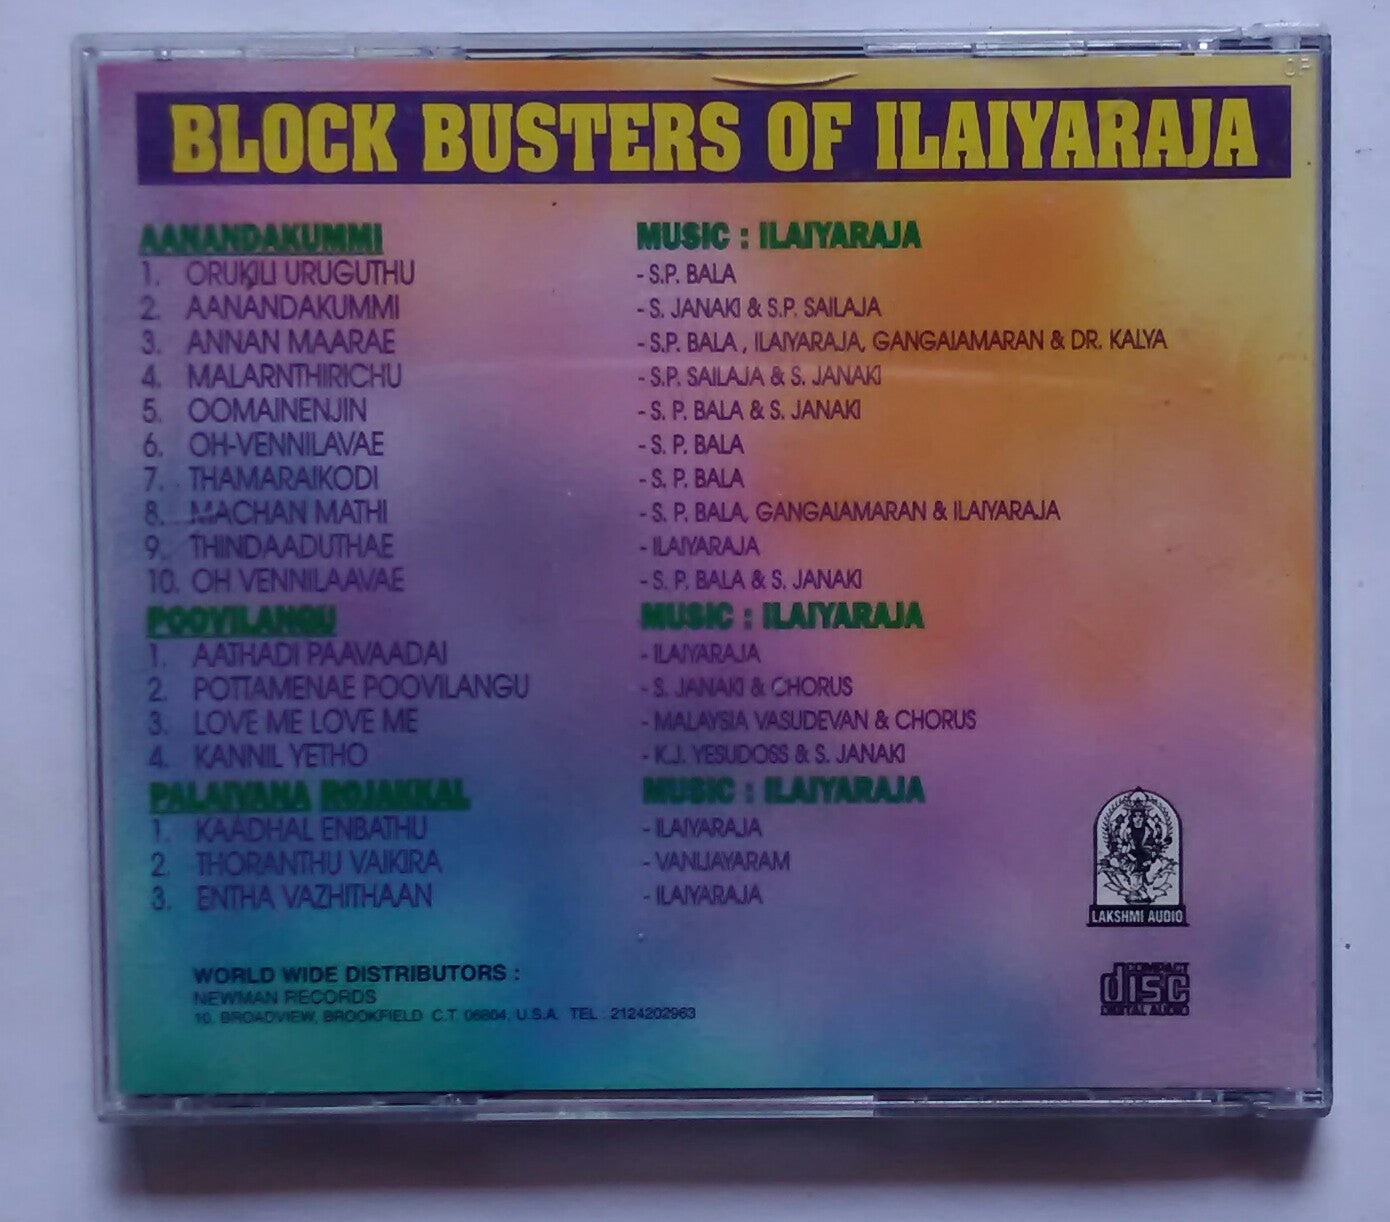 BLOCK BUSTERS OF ILAIYARAJA
AANANDAKUMMI MUSIC : ILAIYARAJA
1. ORUKILI URUGUTHU - S.P. BALA
2. AANANDAKUMMI - S. JANAKI & S.P. SAILAJA
3. ANNAN MAARAE - S.P. BALA , ILAIYARAJA, GANGAIAMARAN & DR. KALYA
4. MALARNTHIRICHU - S.P. SAILAJA & S. JANAKI
5. OOMAINENJIN - S. P. BALA & S. JANAKI
6. OH-VENNILAVAE - S. P. BALA
7. THAMARAIKODI - S. P. BALA
8. MACHAN MATHI - S. P. BALA, GANGAIAMARAN & ILAIYARAJA
9. THINDAADUTHAE - ILAIYARAJA
10. OH VENNILAAVAE - S. P. BALA & S. JANAKI
POOVILANGU MUSIC : ILAIYARAJA
1. AATHADI PAAVAADAI - ILAIYARAJA
2. POTTAMENAE POOVILANGU - S. JANAKI & CHORUS
3. LOVE ME LOVE ME - MALAYSIA VASUDEVAN & CHORUS
4. KANNIL YETHO - K.J. YESUDOSS & S. JANAKI
PALAIVANA ROJAKKAL MUSIC : ILAIYARAJA
1. KAADHAL ENBATHU - ILAIYARAJA
2. THORANTHU VAIKIRA - VANIJAYARAM
3. ENTHA VAZHITHAAN - ILAIYARAJA
LAKSHMI AUDIO
WORLD WIDE DISTRIBUTORS :
NEWMAN RECORDS
10. BROADVIEW, BROOKFIELD C.T. 06804, U.S.A. TEL : 2124202963
COMPACT
disc
DIGITAL AUDIO